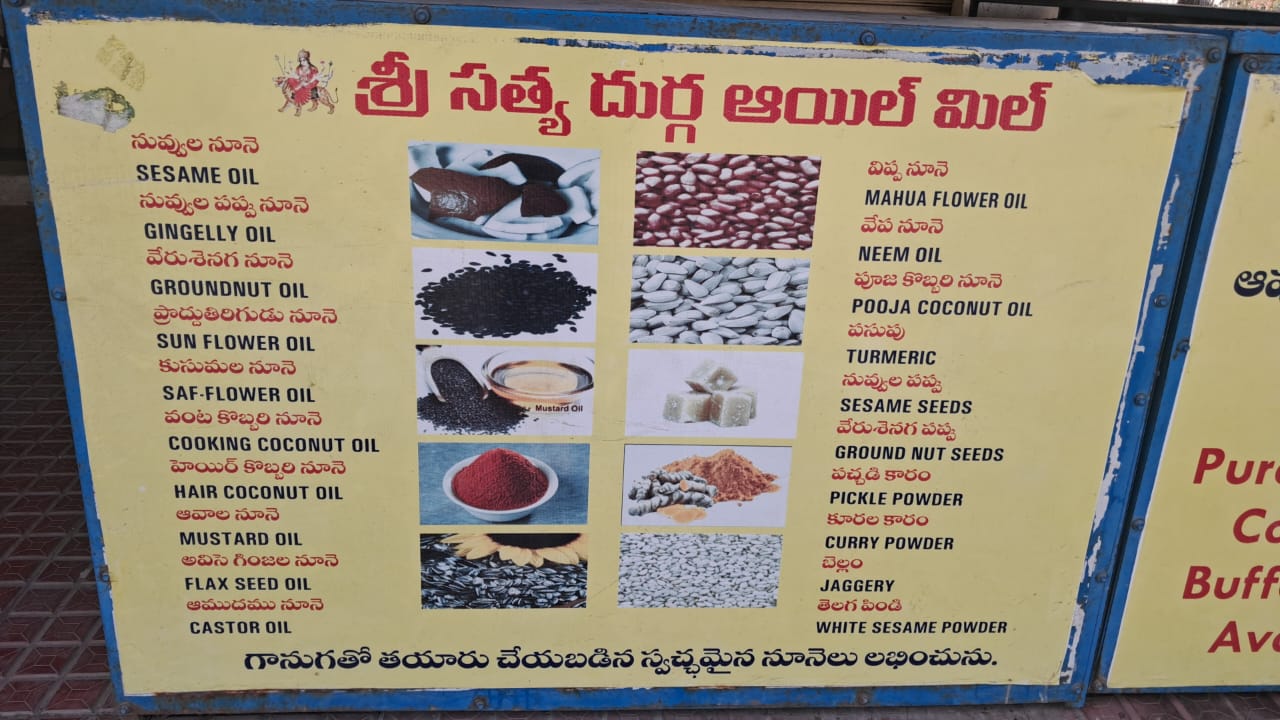 శ్రీ సత్య దుర్గ ఆయిల్ మిల్
నువ్వుల నూనె
SESAME OIL
నువ్వుల పప్పు నూనె
GINGELLY OIL
వేరుశెనగ నూనె
GROUNDNUT OIL
ప్రొద్దుతిరిగుడు నూనె
SUN FLOWER OIL
కుసుమల నూనె
SAF-FLOWER OIL
వంట కొబ్బరి నూనె
COOKING COCONUT OIL
హెయిర్ కొబ్బరి నూనె
HAIR COCONUT OIL
ఆవాల నూనె
MUSTARD OIL
అవిసె గింజల నూనె
FLAX SEED OIL
ఆముదము నూనె
CASTOR OIL
Mustard Oil
విప్ప నూనె
MAHUA FLOWER OIL
వేప నూనె
NEEM OIL
పూజ కొబ్బరి నూనె
POOJA COCONUT OIL
పసుపు
TURMERIC
నువ్వుల పప్పు
SESAME SEEDS
వేరుశెనగ పప్పు
GROUND NUT SEEDS
పచ్చడి కారం
PICKLE POWDER
కూరల కారం
CURRY POWDER
బెల్లం
JAGGERY
తెలగ పిండి
WHITE SESAME POWDER
గానుగతో తయారు చేయబడిన స్వచ్ఛమైన నూనెలు లభించును.